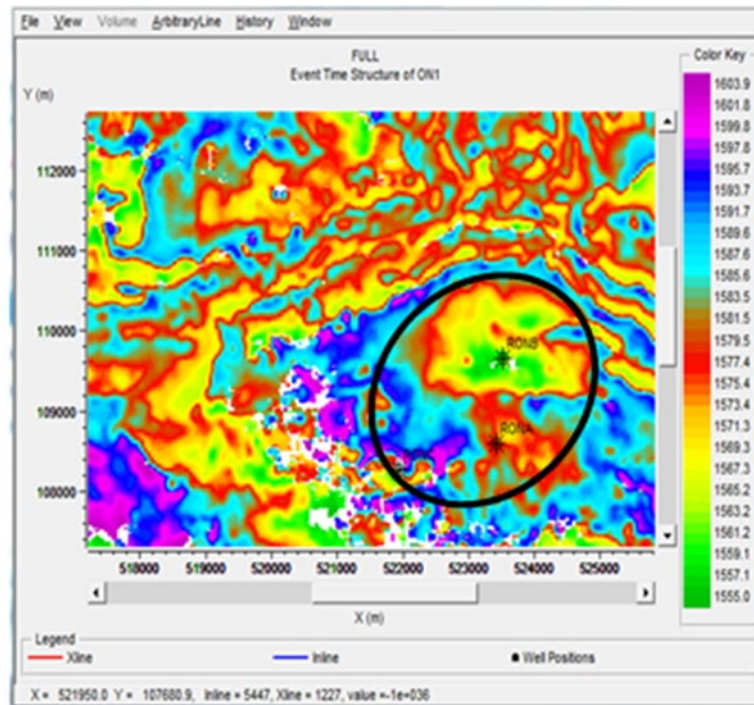 File View Volume ArbitraryLine History Window
FULL
Event Time Structure of ON1
Y (m)
Color Key
1603.9
1601.8
1599.8
1597.8
1595.7
1593.7
1591.7
1589.6
1587.6
1585.6
1583.5
1581.5
1579.5
1577.4
1575.4
1573.4
1571.3
1569.3
1567.3
1565.2
1563.2
1561.2
1559.1
1557.1
1555.0
112000
111000
110000
109000
108000
RONB
RONA
518000 519000 520000 521000 522000 523000 524000 525000
X (m)
Legend
Xline Inline Well Positions
X = 521950.0 Y = 107680.9, Inline = 5447, Xline = 1227, value =-1e+036